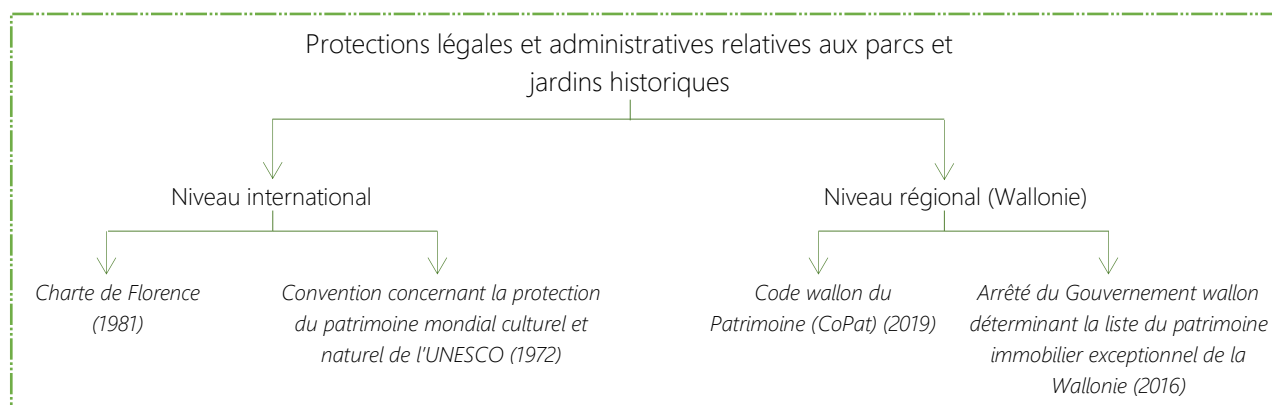 Protections légales et administratives relatives aux parcs et
jardins historiques
Niveau international
Niveau régional (Wallonie)
Charte de Florence
(1981)
Convention concernant la protection
du patrimoine mondial culturel et
naturel de l'UNESCO (1972)
Code wallon du
Patrimoine (CoPat) (2019)
Arrêté du Gouvernement wallon
déterminant la liste du patrimoine
immobilier exceptionnel de la
Wallonie (2016)